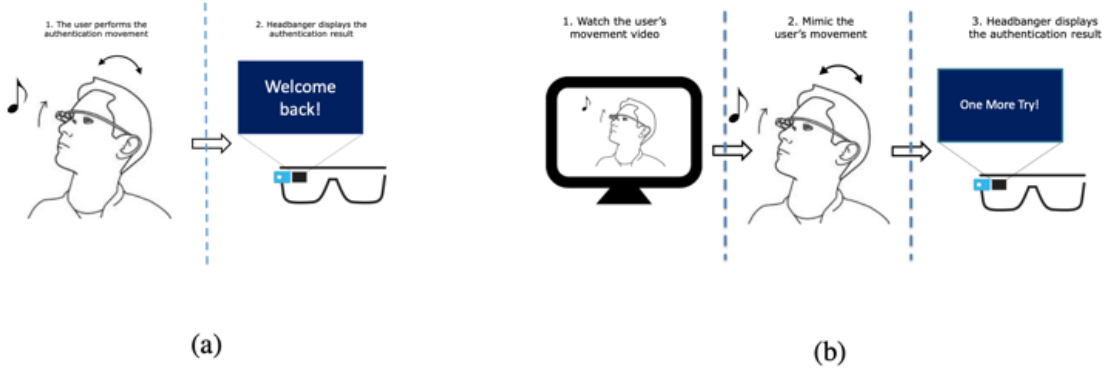 1. The user performs the
authentication movement
2. Headbanger displays the
authentication result
Welcome
back!
(a)
1. Watch the user's
movement video
2. Mimic the
user's movement
3. Headbanger displays
the authentication result
One More Try!
(b)